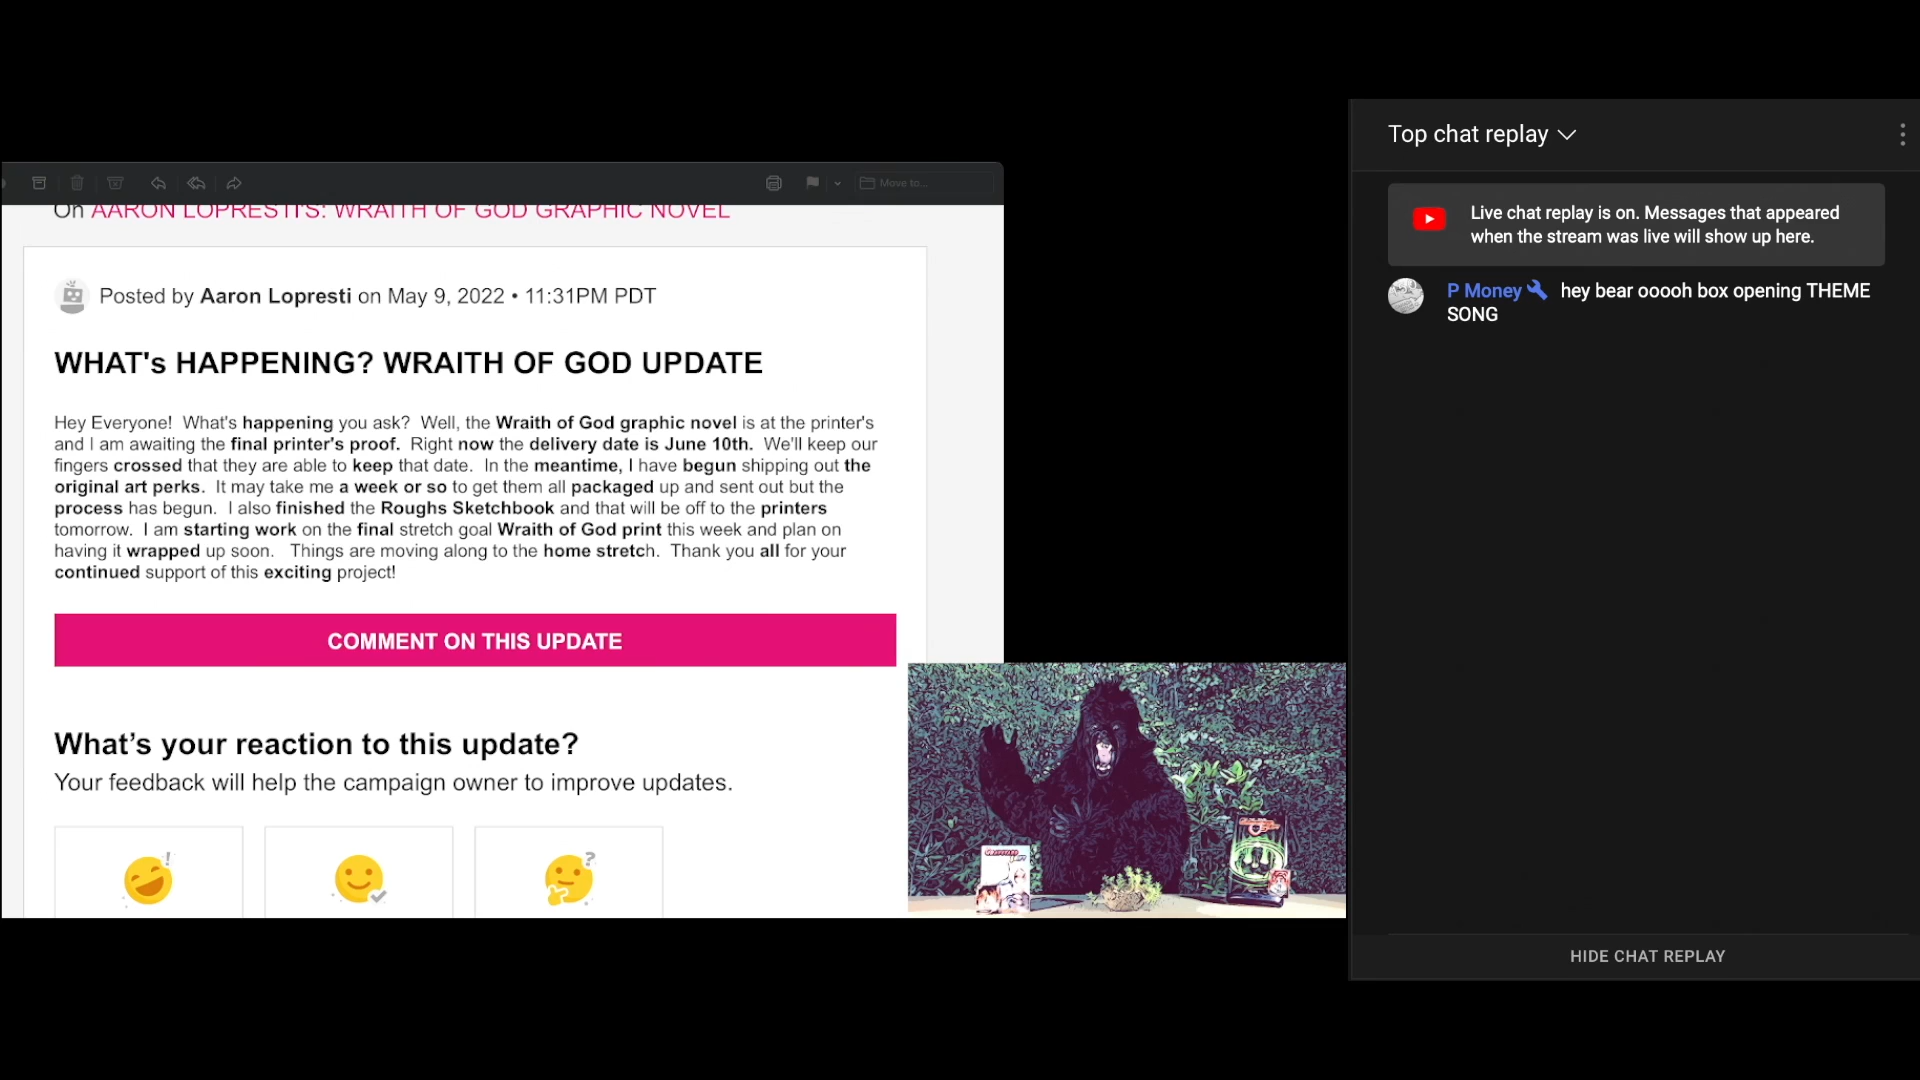 Move to...
On AARON LOPRESTI'S: WRAITH OF GOD GRAPHIC NOVEL
Posted by Aaron Lopresti on May 9, 2022 • 11:31PM PDT
WHAT's HAPPENING? WRAITH OF GOD UPDATE
Hey Everyone!  What's happening you ask?  Well, the Wraith of God graphic novel is at the printer's
and I am awaiting the final printer's proof.  Right now the delivery date is June 10th.  We'll keep our
fingers crossed that they are able to keep that date.  In the meantime, I have begun shipping out the
original art perks.  It may take me a week or so to get them all packaged up and sent out but the
process has begun.  I also finished the Roughs Sketchbook and that will be off to the printers
tomorrow.  I am starting work on the final stretch goal Wraith of God print this week and plan on
having it wrapped up soon.   Things are moving along to the home stretch.  Thank you all for your
continued support of this exciting project!
COMMENT ON THIS UPDATE
What’s your reaction to this update?
Your feedback will help the campaign owner to improve updates.
Top chat replay
Live chat replay is on. Messages that appeared
when the stream was live will show up here.
P Money hey bear ooooh box opening THEME
SONG
HIDE CHAT REPLAY